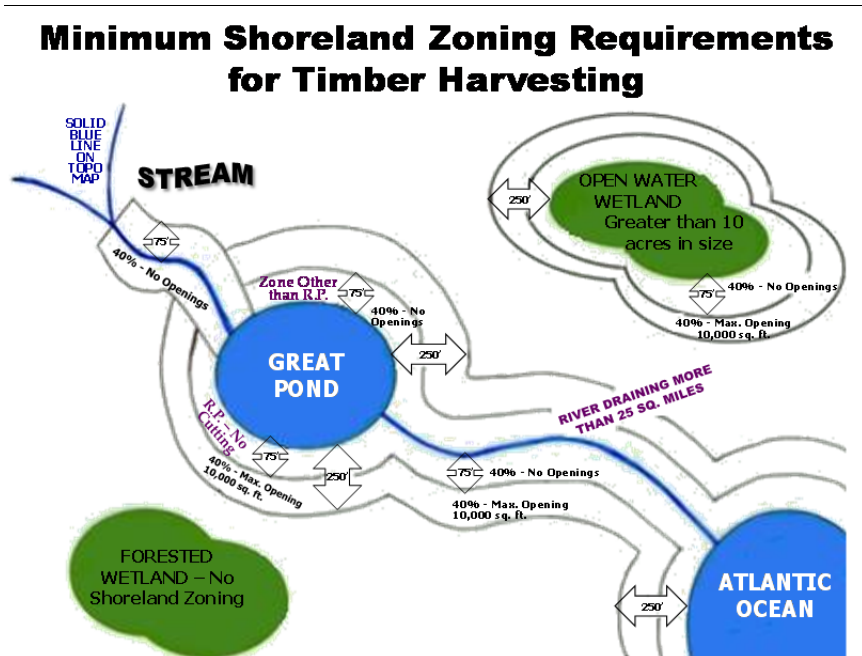 Minimum Shoreland Zoning Requirements
for Timber Harvesting
SOLID
BLUE
LINE
ON
TOPO
MAP
STREAM
75'
40% - No Openings
Zone Other
than R.P.
75'
40% - No
Openings
250'
GREAT
POND
R.P. – No
Cutting
75'
40% - Max. Opening
10,000 sq. ft.
250'
OPEN WATER
WETLAND
Greater than 10
acres in size
250'
75'
40% - No Openings
40% - Max. Opening
10,000 sq. ft.
RIVER DRAINING MORE
THAN 25 SQ. MILES
75'
40% - No Openings
40% - Max. Opening
10,000 sq. ft.
FORESTED
WETLAND – No
Shoreland Zoning
250'
ATLANTIC
OCEAN